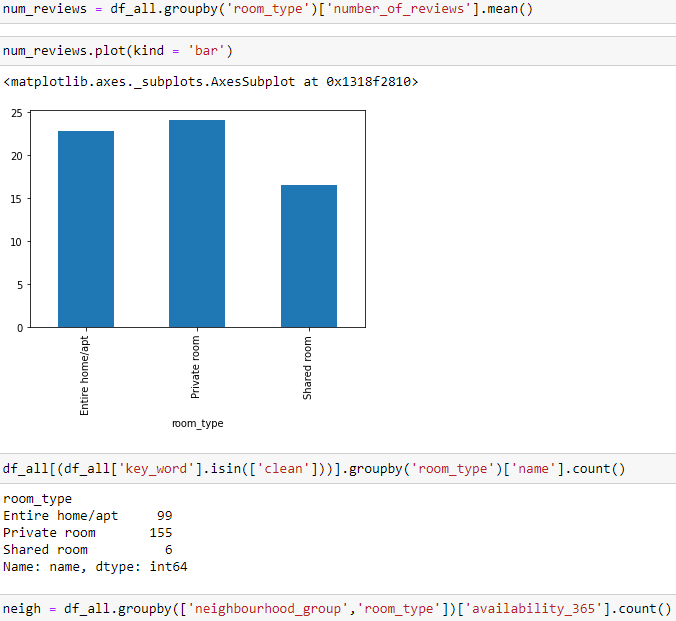 num_reviews = df_all.groupby('room_type')['number_of_reviews'].mean()
num_reviews.plot(kind = 'bar')
<matplotlib.axes._subplots.AxesSubplot at 0x1318f2810>
25
20
15
10
5
0
Entire home/apt
Private room
Shared room
room_type
df_all[(df_all['key_word'].isin(['clean']))].groupby('room_type')['name'].count()
room_type
Entire home/apt     99
Private room       155
Shared room          6
Name: name, dtype: int64
neigh = df_all.groupby(['neighbourhood_group','room_type'])['availability_365'].count()